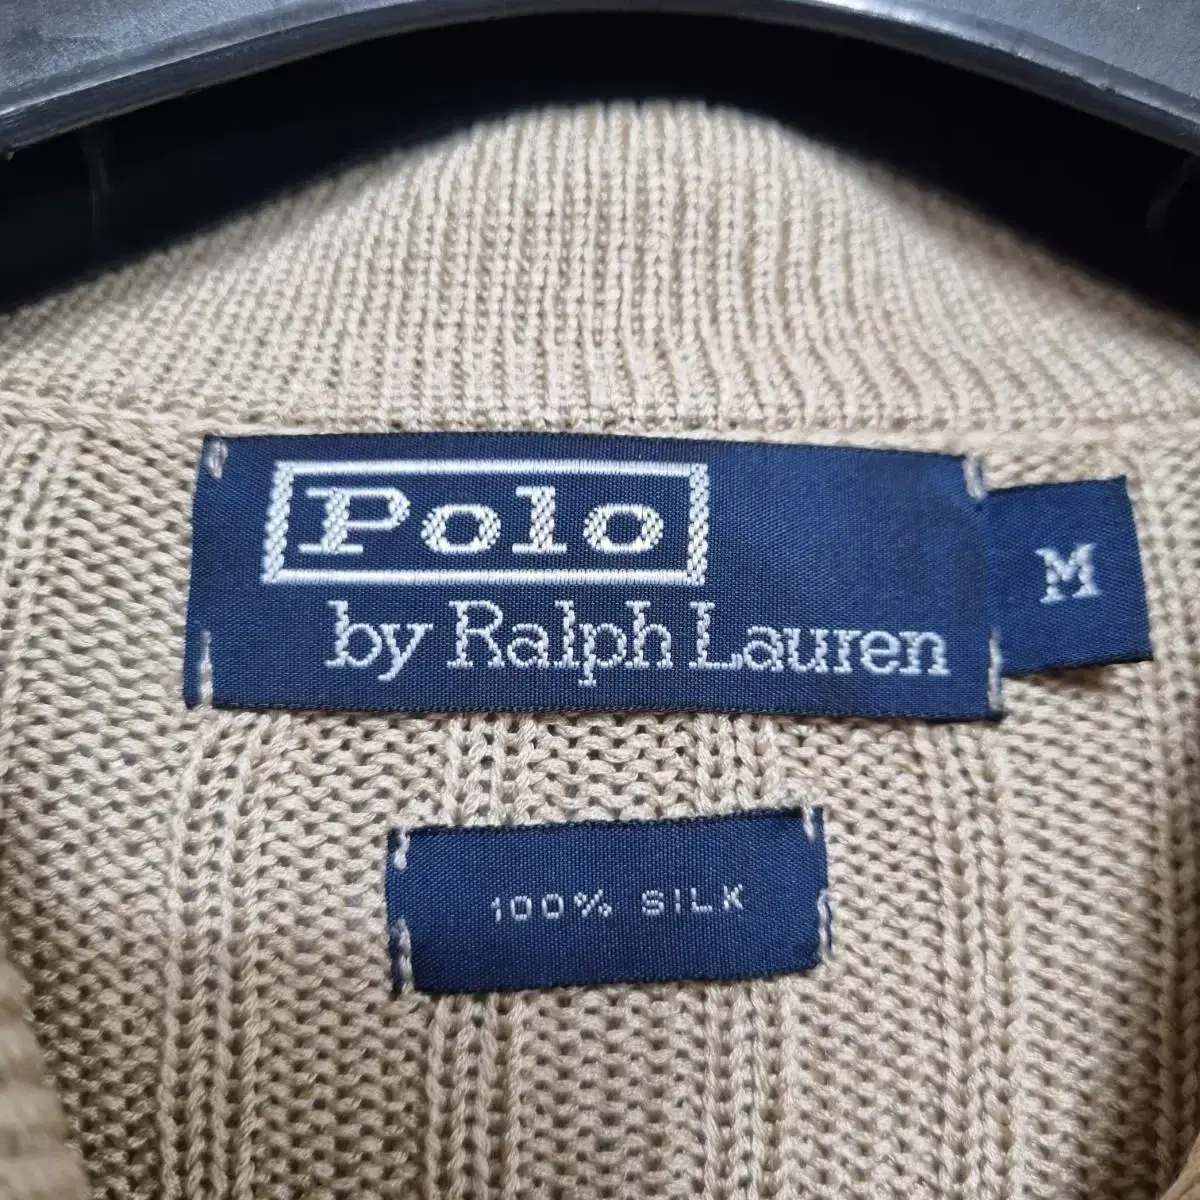 Polo
by Ralph Lauren
M
100% SILK